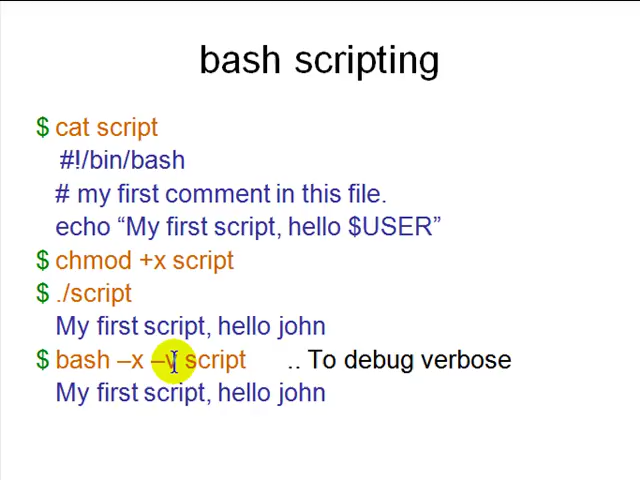 bash scripting
$ cat script
#!/bin/bash
# my first comment in this file.
echo “My first script, hello $USER”
$ chmod +x script
$ ./script
My first script, hello john
$ bash –x –v script .. To debug verbose
My first script, hello john